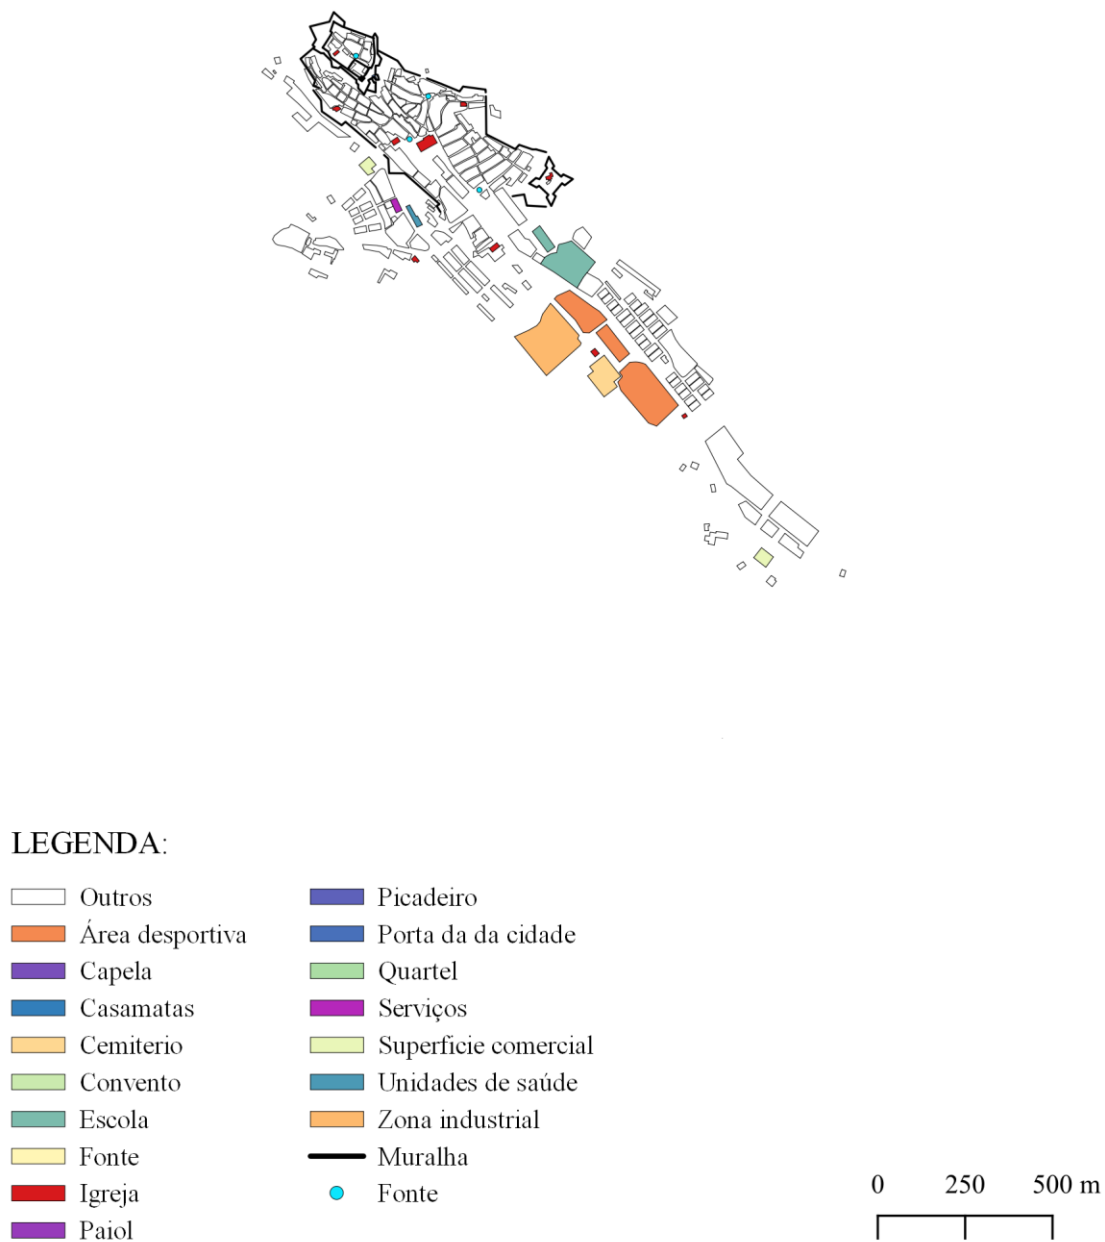 LEGENDA:
Outros
Área desportiva
Capela
Casamatas
Cemiterio
Convento
Escola
Fonte
Igreja
Paiol
Picadeiro
Porta da da cidade
Quartel
Serviços
Superficie comercial
Unidades de saúde
Zona industrial
Muralha
Fonte
0 250 500 m